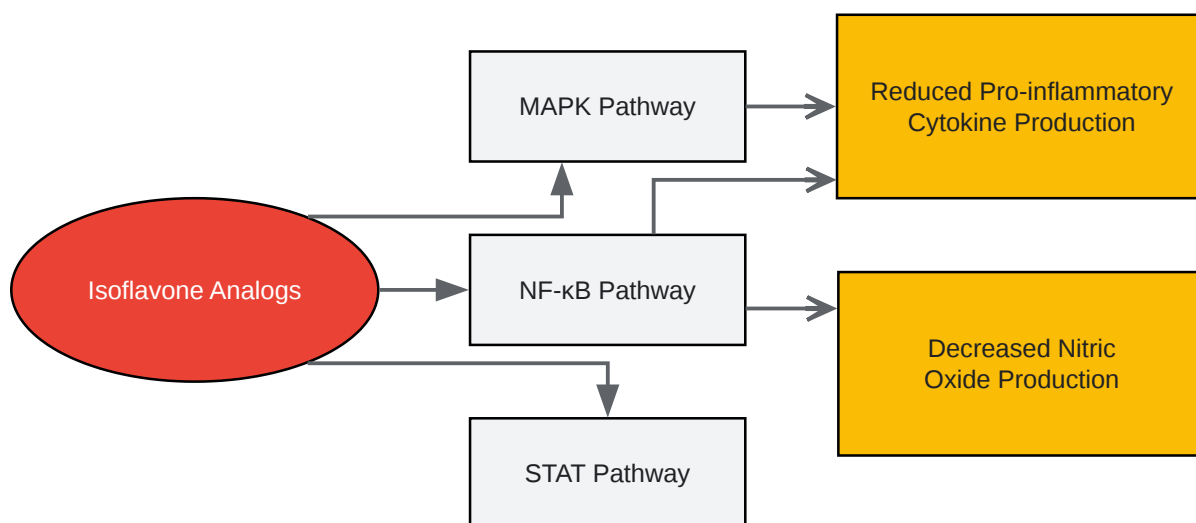 MAPK Pathway
Reduced Pro-inflammatory
Cytokine Production
Isoflavone Analogs
NF-κB Pathway
Decreased Nitric
Oxide Production
STAT Pathway